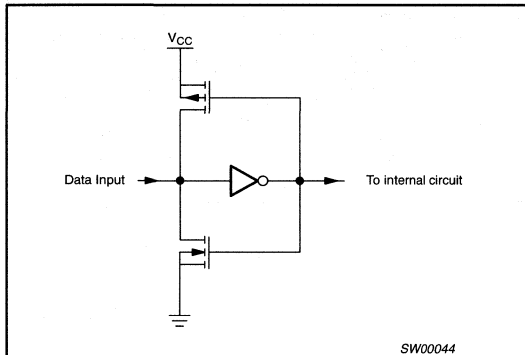 VCC
Data Input
To internal circuit
SW00044